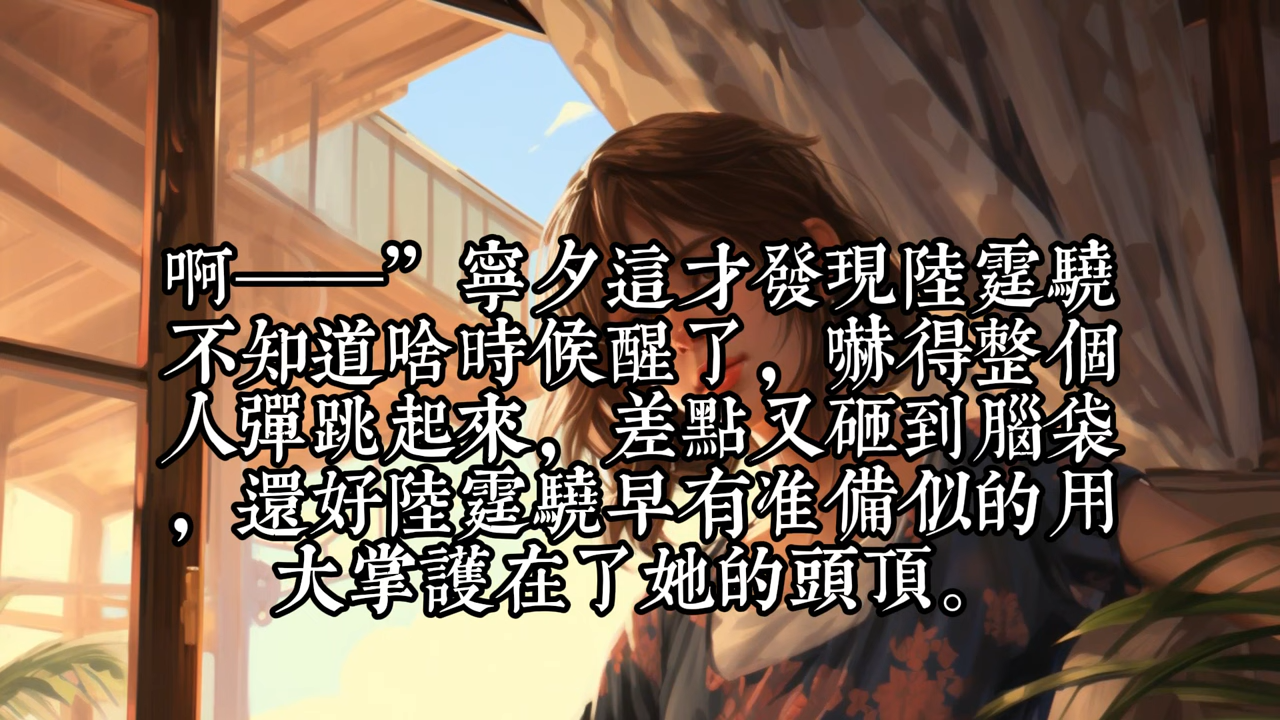 啊——”寧夕這才發現陸霆驍
不知道啥時候醒了，嚇得整個
人彈跳起來，差點又砸到腦袋
，還好陸霆驍早有准備似的用
大掌護在了她的頭頂。